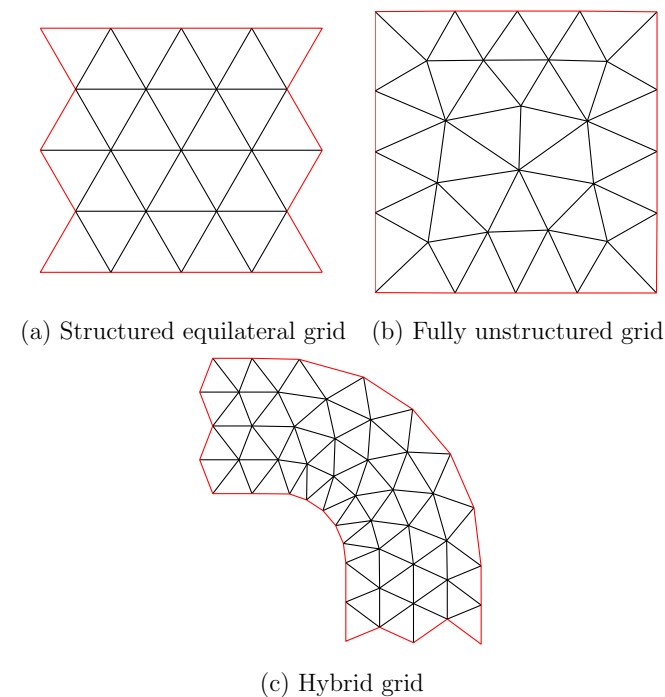 (a) Structured equilateral grid
(b) Fully unstructured grid
(c) Hybrid grid